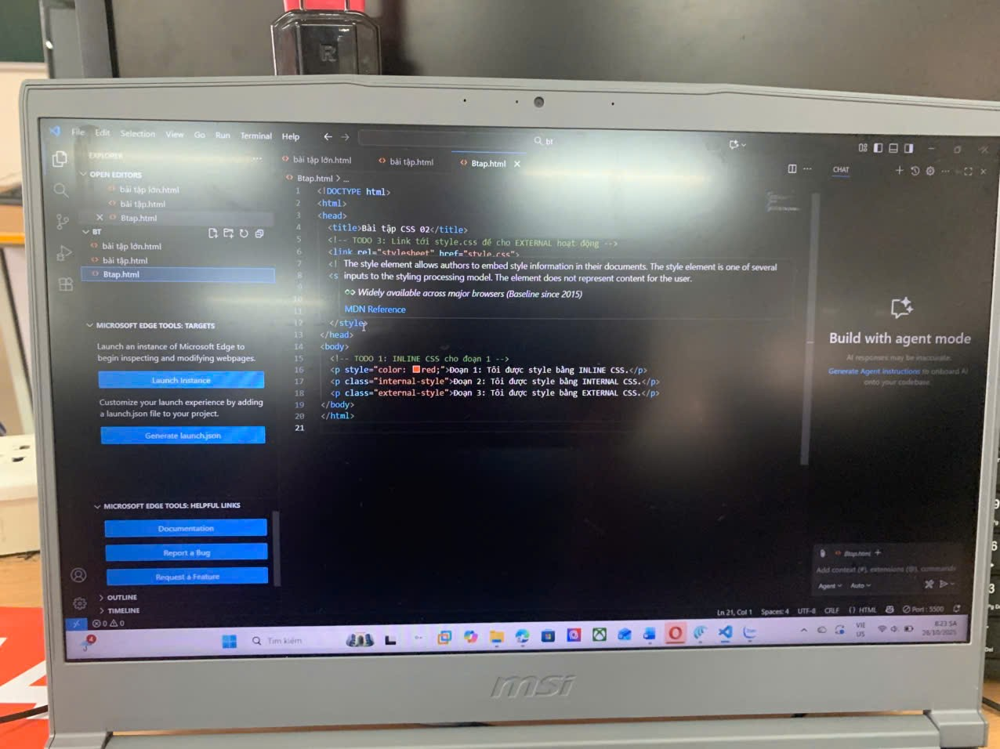 R
File Edit Selection View Go Run Terminal Help
bt
EXPLORER
OPEN EDITORS
bài tập lớn.html
bài tập.html
Btap.html
BT
bài tập lớn.html
bài tập.html
Btap.html
MICROSOFT EDGE TOOLS: TARGETS
Launch an instance of Microsoft Edge to
begin inspecting and modifying webpages.
Launch Instance
Customize your launch experience by adding
a launch.json file to your project.
Generate launch.json
MICROSOFT EDGE TOOLS: HELPFUL LINKS
Documentation
Report a Bug
Request a Feature
OUTLINE
TIMELINE
bài tập lớn.html
bài tập.html
Btap.html
Btap.html > ...
1 <!DOCTYPE html>
2 <html>
3 <head>
4 <title>Bài tập CSS 02</title>
5 <!-- TODO 3: Link tới style.css để cho EXTERNAL hoạt động -->
6 <link rel="stylesheet" href="style.css">
7 <!
8 <s
The style element allows authors to embed style information in their documents. The style element is one of several
inputs to the styling processing model. The element does not represent content for the user.
Widely available across major browsers (Baseline since 2015)
MDN Reference
10
11
12 </style>
13 </head>
14 <body>
15 <!-- TODO 1: INLINE CSS cho đoạn 1 -->
16 <p style="color: red;">Đoạn 1: Tôi được style bằng INLINE CSS.</p>
17 <p class="internal-style">Đoạn 2: Tôi được style bằng INTERNAL CSS.</p>
18 <p class="external-style">Đoạn 3: Tôi được style bằng EXTERNAL CSS.</p>
19 </body>
20 </html>
21
CHAT
Build with agent mode
AI responses may be inaccurate.
Generate Agent Instructions to onboard AI
onto your codebase.
Btap.html
Add context (#), extensions (@), commands
Agent Auto
0 0
Ln 21, Col 1 Spaces: 4 UTF-8 CRLF {} HTML Port : 5500
4
Tìm kiếm
VIE
US
8:23 SA
28/10/2025
msi